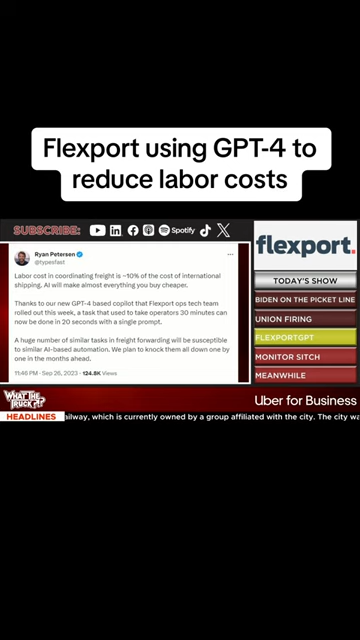 Flexport using GPT-4 to
reduce labor costs
SUBSCRIBE:
Spotify
X
flexport.
Ryan Petersen
@typesfast
Labor cost in coordinating freight is ~10% of the cost of international
shipping. AI will make almost everything you buy cheaper.
Thanks to our new GPT-4 based copilot that Flexport ops tech team
rolled out this week, a task that used to take operators 30 minutes can
now be done in 20 seconds with a single prompt.
A huge number of similar tasks in freight forwarding will be susceptible
to similar AI-based automation. We plan to knock them all down one by
one in the months ahead.
11:46 PM · Sep 26, 2023 · 124.8K Views
TODAY'S SHOW
BIDEN ON THE PICKET LINE
UNION FIRING
FLEXPORTGPT
MONITOR SITCH
MEANWHILE
WHAT THE
TRUCK?!?
Uber for Business
HEADLINES
ailway, which is currently owned by a group affiliated with the city. The city wa